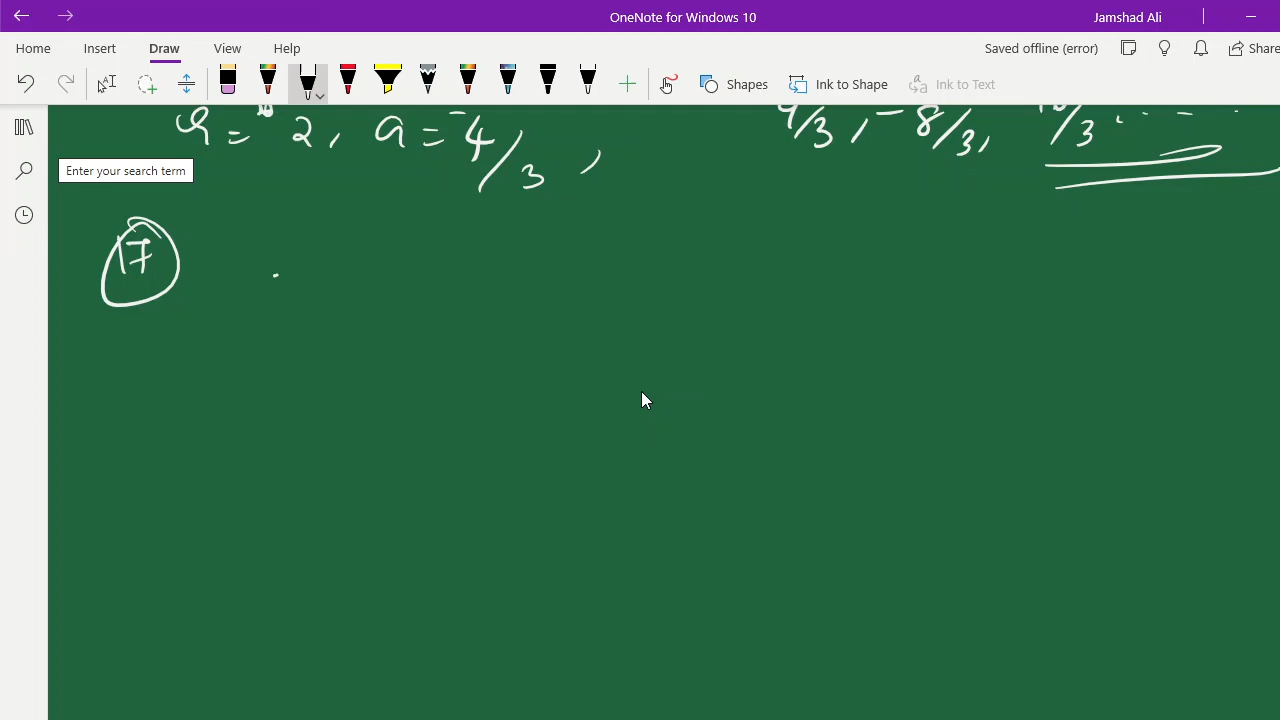 OneNote for Windows 10
Jamshad Ali
Home Insert Draw View Help
Saved offline (error)
Share
Shapes
Ink to Shape
Ink to Text
r = 2, a = -4/3,
/3, -8/3, /3
Enter your search term
17